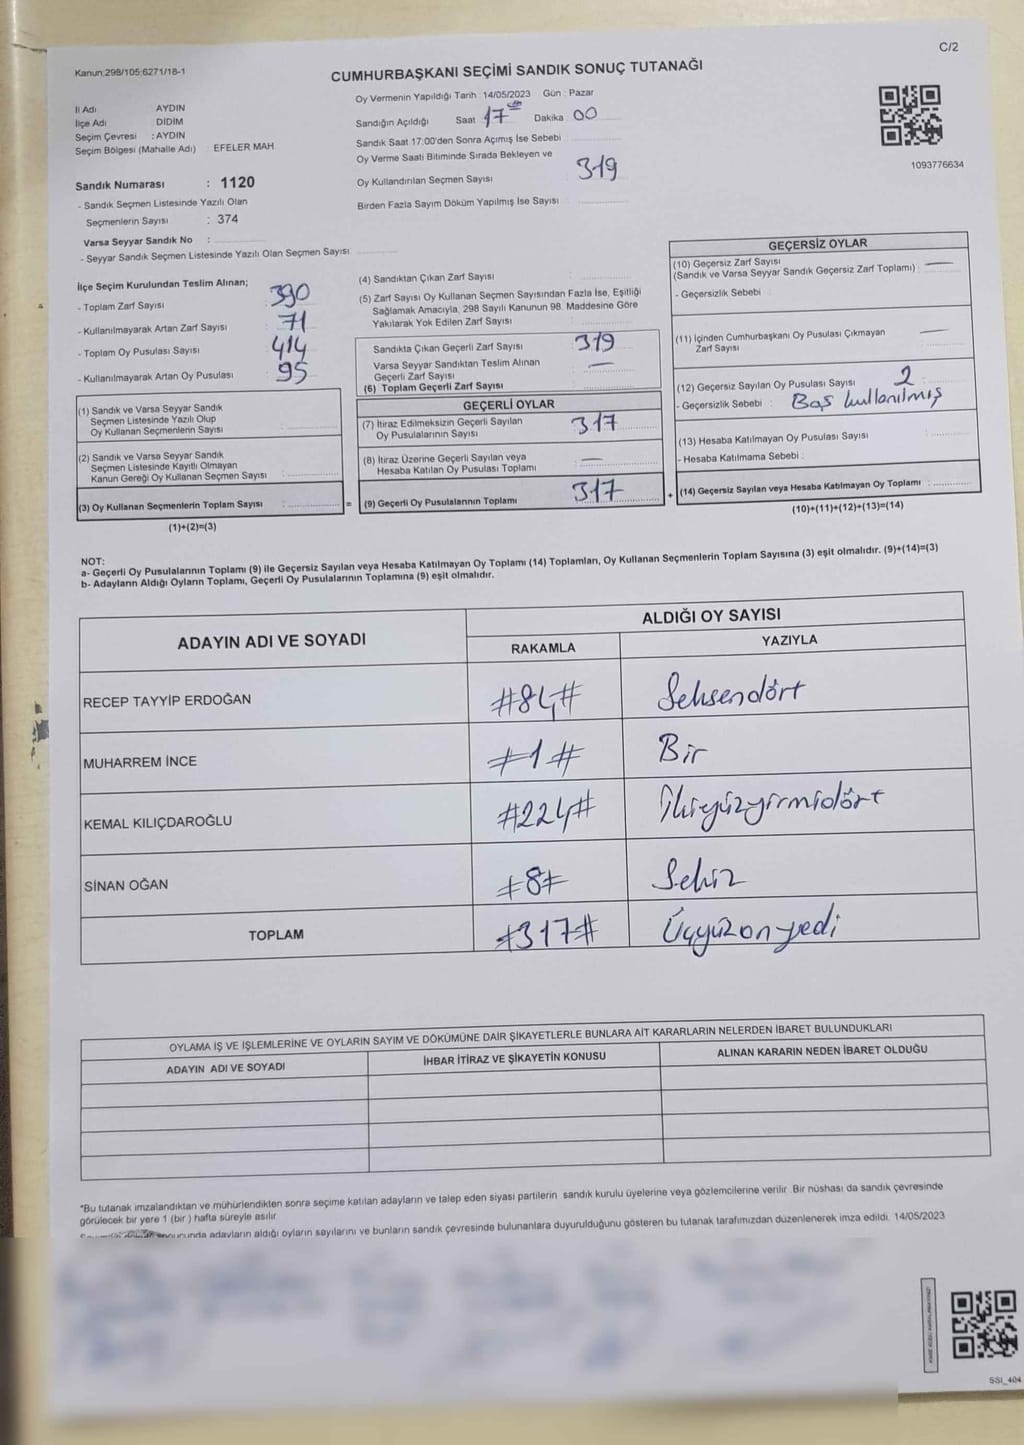 C/2
Kanun:298/105;6271/18-1
CUMHURBAŞKANI SEÇİMİ SANDIK SONUÇ TUTANAĞI
İl Adı AYDIN
İlçe Adı DİDİM
Seçim Çevresi : AYDIN
Seçim Bölgesi (Mahalle Adı) EFELER MAH.
Sandık Numarası : 1120
- Sandık Seçmen Listesinde Yazılı Olan
Seçmenlerin Sayısı : 374
Varsa Seyyar Sandık No :
- Seyyar Sandık Seçmen Listesinde Yazılı Olan Seçmen Sayısı
Oy Vermenin Yapıldığı Tarih : 14/05/2023 Gün : Pazar
Sandığın Açıldığı Saat 17 Dakika 00
Sandık Saat 17:00'den Sonra Açımış İse Sebebi
Oy Verme Saati Bitiminde Sırada Bekleyen ve
Oy Kullandırılan Seçmen Sayısı 319
Birden Fazla Sayım Döküm Yapılmış İse Sayısı
1093776634
İlçe Seçim Kurulundan Teslim Alınan;
- Toplam Zarf Sayısı 390
- Kullanılmayarak Artan Zarf Sayısı 71
- Toplam Oy Pusulası Sayısı 414
- Kullanılmayarak Artan Oy Pusulası 95
(1) Sandık ve Varsa Seyyar Sandık
Seçmen Listesinde Yazılı Olup
Oy Kullanan Seçmenlerin Sayısı
(2) Sandık ve Varsa Seyyar Sandık
Seçmen Listesinde Kayıtlı Olmayan
Kanun Gereği Oy Kullanan Seçmen Sayısı
(3) Oy Kullanan Seçmenlerin Toplam Sayısı : =
(1)+(2)=(3)
(4) Sandıktan Çıkan Zarf Sayısı
(5) Zarf Sayısı Oy Kullanan Seçmen Sayısından Fazla İse, Eşitliği
Sağlamak Amacıyla, 298 Sayılı Kanunun 98. Maddesine Göre
Yakılarak Yok Edilen Zarf Sayısı
Sandıkta Çıkan Geçerli Zarf Sayısı 319
Varsa Seyyar Sandıktan Teslim Alınan
Geçerli Zarf Sayısı —
(6) Toplam Geçerli Zarf Sayısı
GEÇERLİ OYLAR
(7) İtiraz Edilmeksizin Geçerli Sayılan
Oy Pusulalarının Sayısı 317
(8) İtiraz Üzerine Geçerli Sayılan veya
Hesaba Katılan Oy Pusulası Toplamı —
(9) Geçerli Oy Pusulalarının Toplamı 317 +
GEÇERSİZ OYLAR
(10) Geçersiz Zarf Sayısı
(Sandık ve Varsa Seyyar Sandık Geçersiz Zarf Toplamı) : —
- Geçersizlik Sebebi :
(11) İçinden Cumhurbaşkanı Oy Pusulası Çıkmayan
Zarf Sayısı —
(12) Geçersiz Sayılan Oy Pusulası Sayısı 2
- Geçersizlik Sebebi : Boş kullanılmış
(13) Hesaba Katılmayan Oy Pusulası Sayısı
- Hesaba Katılmama Sebebi :
(14) Geçersiz Sayılan veya Hesaba Katılmayan Oy Toplamı :
(10)+(11)+(12)+(13)=(14)
NOT:
a- Geçerli Oy Pusulalarının Toplamı (9) ile Geçersiz Sayılan veya Hesaba Katılmayan Oy Toplamı (14) Toplamları, Oy Kullanan Seçmenlerin Toplam Sayısına (3) eşit olmalıdır. (9)+(14)=(3)
b- Adayların Aldığı Oyların Toplamı, Geçerli Oy Pusulalarının Toplamına (9) eşit olmalıdır.
ADAYIN ADI VE SOYADI
ALDIĞI OY SAYISI
RAKAMLA YAZIYLA
RECEP TAYYİP ERDOĞAN #84# Seksendört
MUHARREM İNCE #1# Bir
KEMAL KILIÇDAROĞLU #224# İkiyüzyirmidört
SİNAN OĞAN #8# Sekiz
TOPLAM #317# Üçyüzonyedi
OYLAMA İŞ VE İŞLEMLERİNE VE OYLARIN SAYIM VE DÖKÜMÜNE DAİR ŞİKAYETLERLE BUNLARA AİT KARARLARIN NELERDEN İBARET BULUNDUKLARI
ADAYIN ADI VE SOYADI İHBAR İTİRAZ VE ŞİKAYETİN KONUSU ALINAN KARARIN NEDEN İBARET OLDUĞU
*Bu tutanak imzalandıktan ve mühürlendikten sonra seçime katılan adayların ve talep eden siyasi partilerin sandık kurulu üyelerine veya gözlemcilerine verilir. Bir nüshası da sandık çevresinde
görülecek bir yere 1 (bir) hafta süreyle asılır.
adayların aldığı oyların sayılarını ve bunların sandık çevresinde bulunanlara duyurulduğunu gösteren bu tutanak tarafımızdan düzenlenerek imza edildi. 14/05/2023
SSI_404